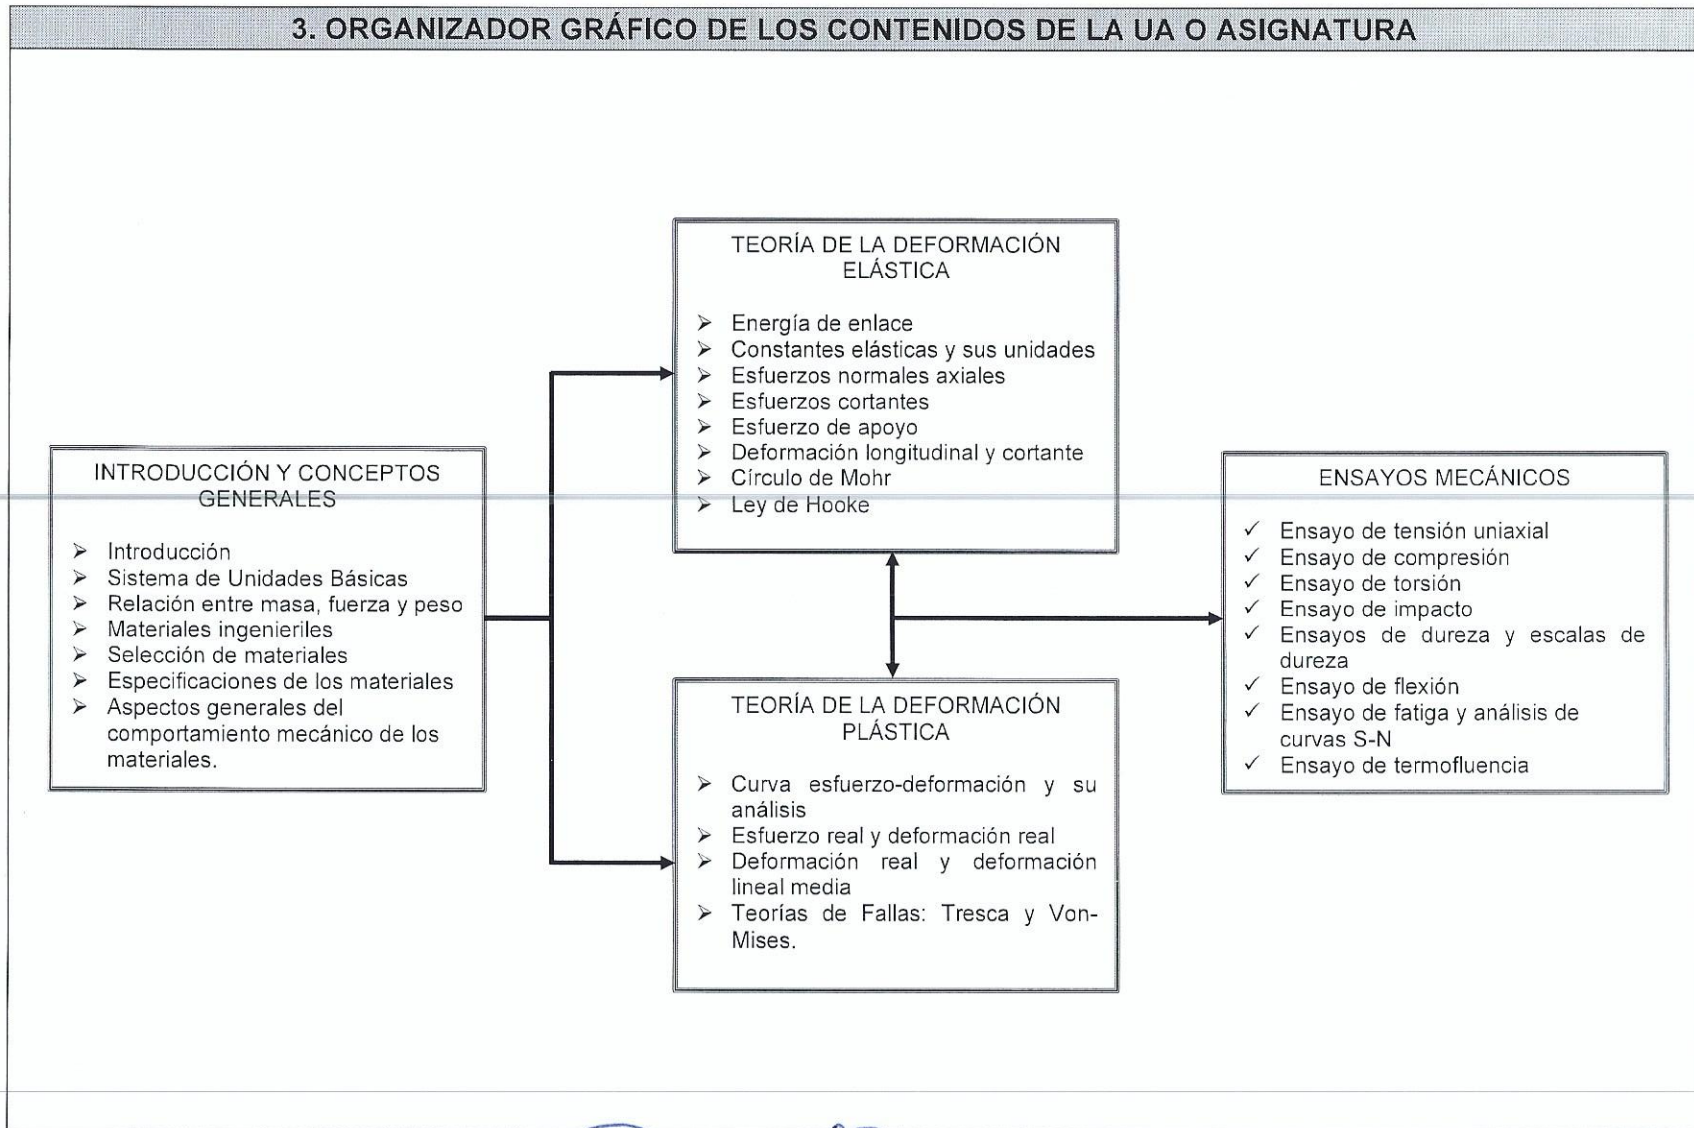 3. ORGANIZADOR GRÁFICO DE LOS CONTENIDOS DE LA UA O ASIGNATURA
INTRODUCCIÓN Y CONCEPTOS
GENERALES
➢ Introducción
➢ Sistema de Unidades Básicas
➢ Relación entre masa, fuerza y peso
➢ Materiales ingenieriles
➢ Selección de materiales
➢ Especificaciones de los materiales
➢ Aspectos generales del
comportamiento mecánico de los
materiales.
TEORÍA DE LA DEFORMACIÓN
ELÁSTICA
➢ Energía de enlace
➢ Constantes elásticas y sus unidades
➢ Esfuerzos normales axiales
➢ Esfuerzos cortantes
➢ Esfuerzo de apoyo
➢ Deformación longitudinal y cortante
➢ Círculo de Mohr
➢ Ley de Hooke
TEORÍA DE LA DEFORMACIÓN
PLÁSTICA
➢ Curva esfuerzo-deformación y su
análisis
➢ Esfuerzo real y deformación real
➢ Deformación real y deformación
lineal media
➢ Teorías de Fallas: Tresca y Von-
Mises.
ENSAYOS MECÁNICOS
✓ Ensayo de tensión uniaxial
✓ Ensayo de compresión
✓ Ensayo de torsión
✓ Ensayo de impacto
✓ Ensayos de dureza y escalas de
dureza
✓ Ensayo de flexión
✓ Ensayo de fatiga y análisis de
curvas S-N
✓ Ensayo de termofluencia